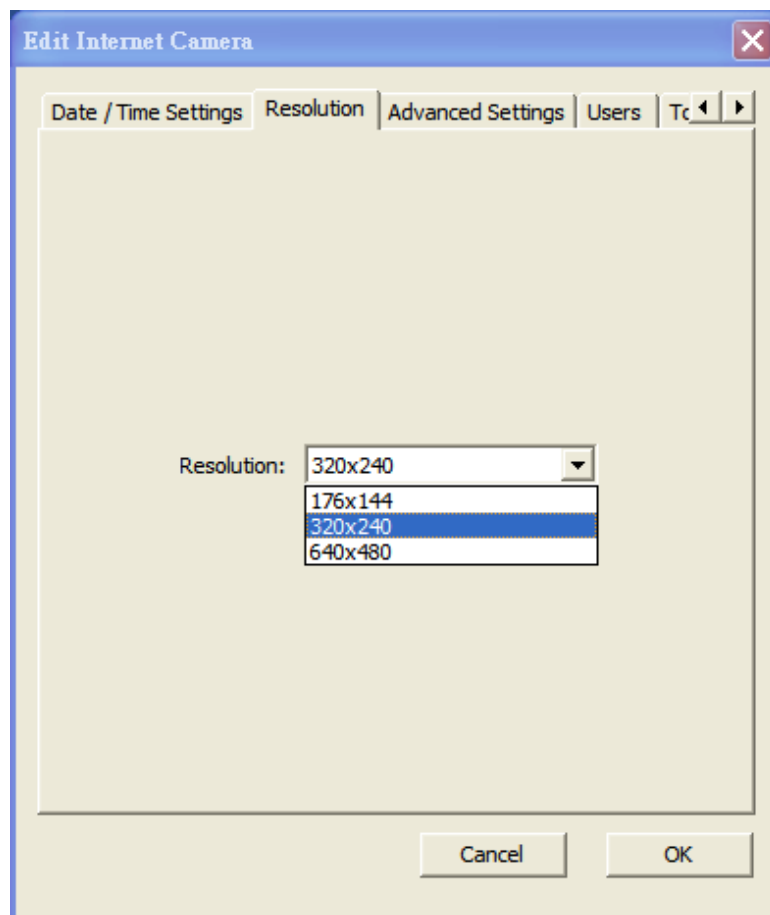 Edit Internet Camera
Date / Time Settings Resolution Advanced Settings Users
Resolution: 320x240
176x144
320x240
640x480
Cancel OK